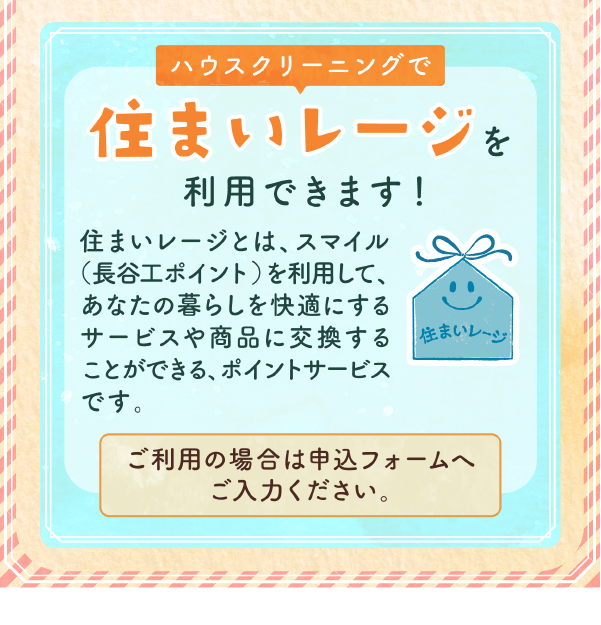 ハウスクリーニングで
住まいレージを
利用できます!
住まいレージとは、スマイル
(長谷工ポイント)を利用して、
あなたの暮らしを快適にする
サービスや商品に交換する
ことができる、ポイントサービス
です。
住まいレージ
ご利用の場合は申込フォームへ
ご入力ください。